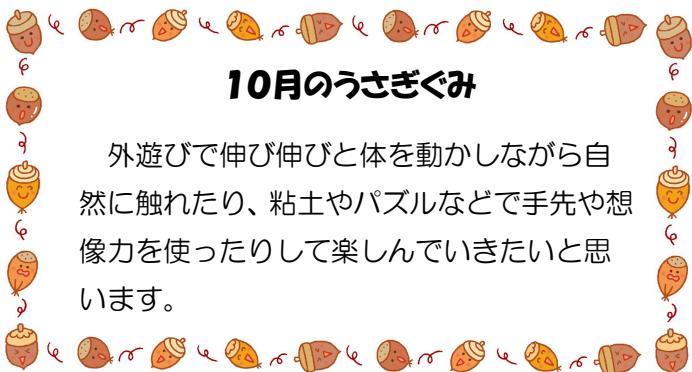 10月のうさぎぐみ
　外遊びで伸び伸びと体を動かしながら自
然に触れたり、粘土やパズルなどで手先や想
像力を使ったりして楽しんでいきたいと思
います。